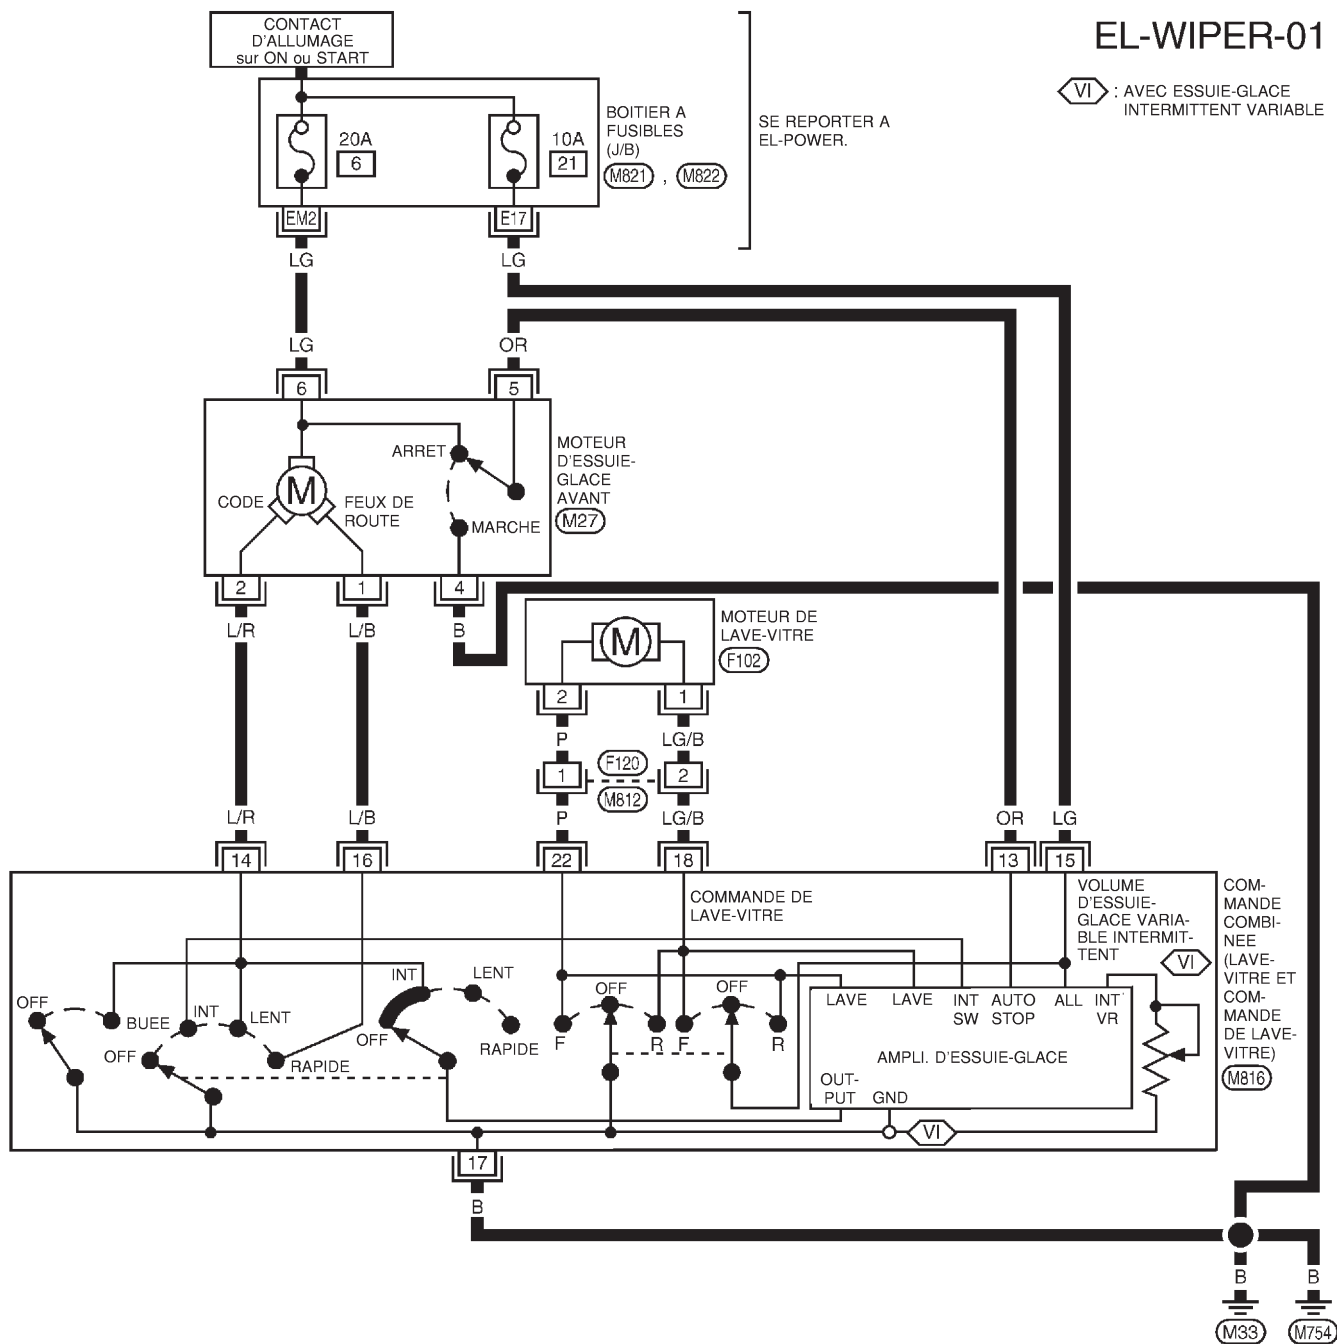 EL-WIPER-01
CONTACT
D'ALLUMAGE
sur ON ou START
VI : AVEC ESSUIE-GLACE
INTERMITTENT VARIABLE
20A
6
10A
21
BOITIER A
FUSIBLES
(J/B)
M821 , M822
SE REPORTER A
EL-POWER.
EM2
E17
LG
LG
LG
OR
6
5
ARRET
CODE
M
FEUX DE
ROUTE
MARCHE
MOTEUR
D'ESSUIE-
GLACE
AVANT
M27
2
1
4
L/R
L/B
B
M
MOTEUR DE
LAVE-VITRE
F102
2
1
P
LG/B
1
F120
M812
2
L/R
L/B
P
LG/B
OR
LG
14
16
22
18
13
15
COMMANDE DE
LAVE-VITRE
VOLUME
D'ESSUIE-
GLACE VARIA-
BLE INTERMIT-
TENT
VI
COM-
MANDE
COMBI-
NEE
(LAVE-
VITRE ET
COM-
MANDE
DE LAVE-
VITRE)
M816
OFF
BUEE
INT
LENT
OFF
RAPIDE
INT
LENT
OFF
RAPIDE
OFF
F
R
OFF
F
R
LAVE
LAVE
INT
SW
AUTO
STOP
ALL
INT
VR
AMPLI. D'ESSUIE-GLACE
OUT-
PUT
GND
VI
17
B
B
B
M33
M754